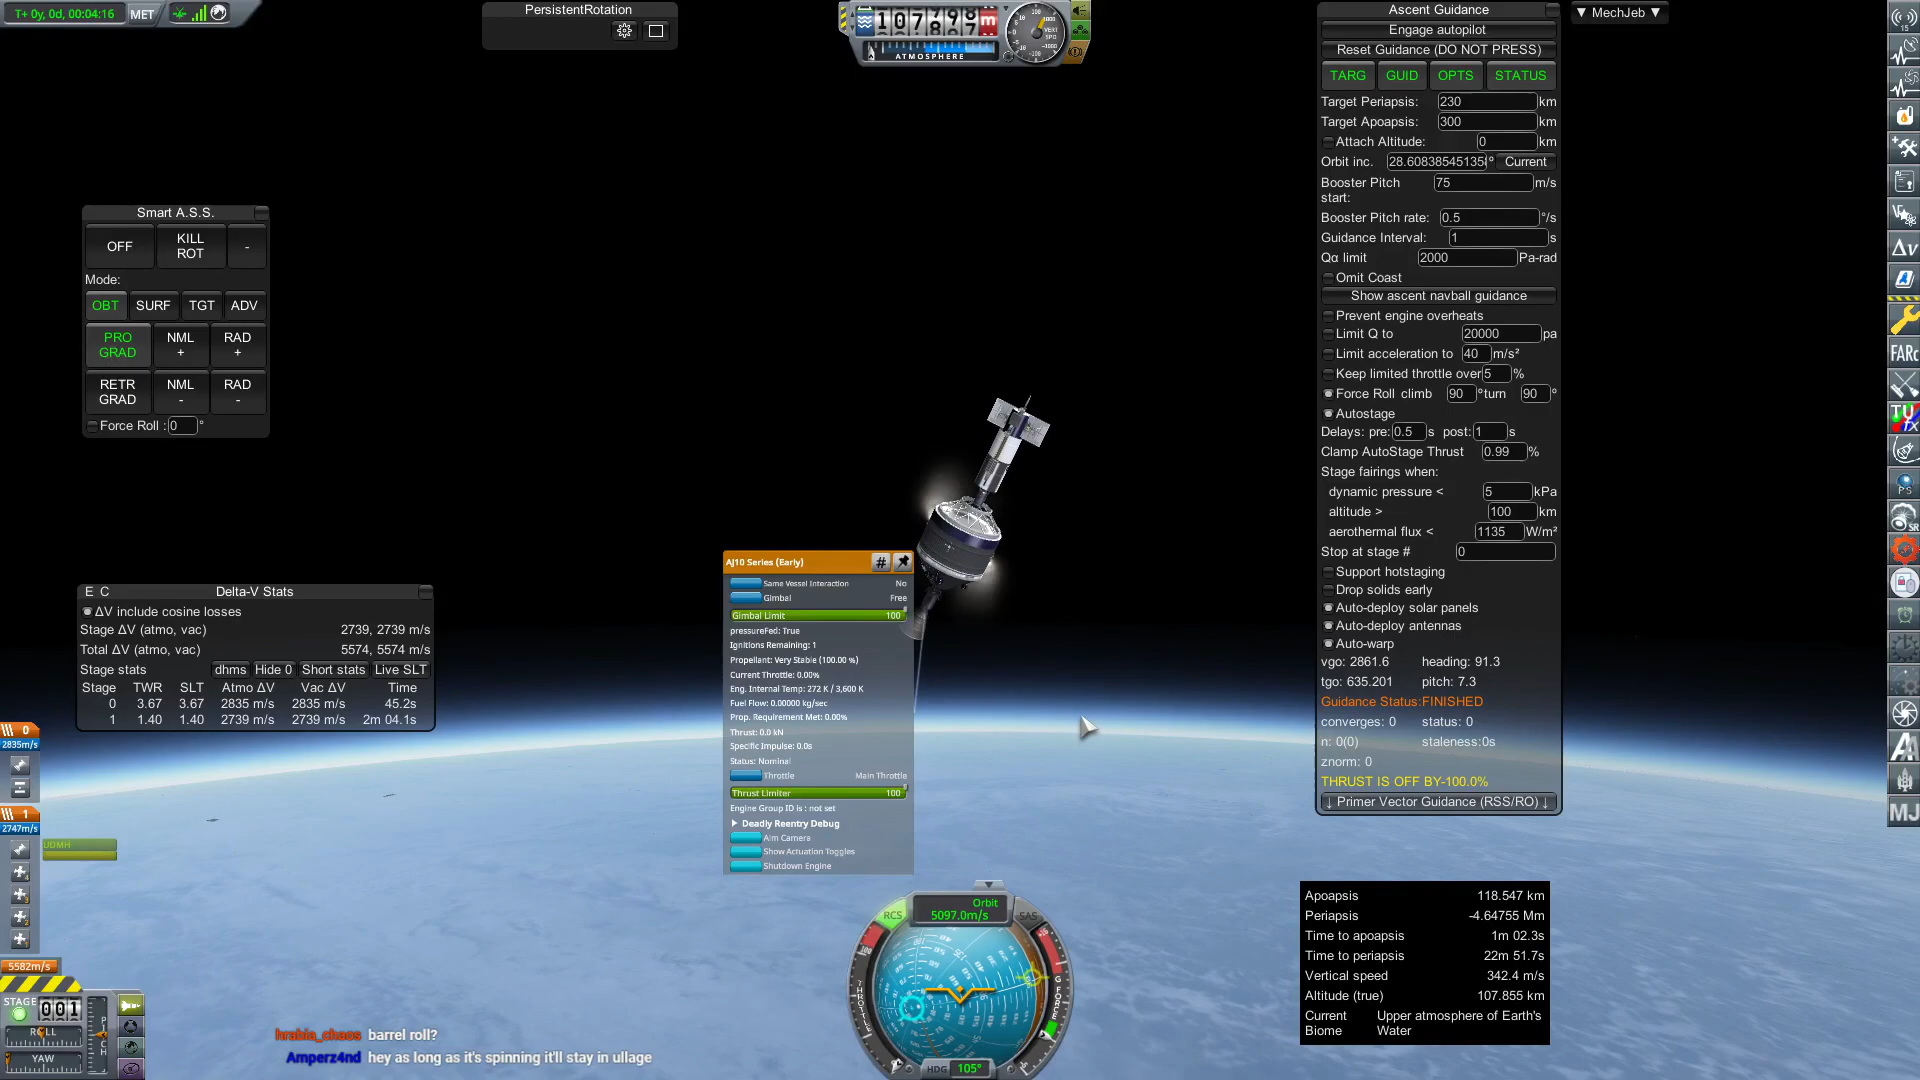 T+ 0y, 0d, 00:04:16 MET
PersistentRotation
107898 m
ATMOSPHERE
Ascent Guidance
▼ MechJeb ▼
Engage autopilot
Reset Guidance (DO NOT PRESS)
TARG GUID OPTS STATUS
Target Periapsis: 230 km
Target Apoapsis: 300 km
Attach Altitude: 0 km
Orbit inc. 28.60838545135 º Current
Booster Pitch start: 75 m/s
Booster Pitch rate: 0.5 °/s
Guidance Interval: 1 s
Qα limit 2000 Pa-rad
Omit Coast
Show ascent navball guidance
Prevent engine overheats
Limit Q to 20000 pa
Limit acceleration to 40 m/s²
Keep limited throttle over 5 %
Force Roll climb 90 ° turn 90 °
Autostage
Delays: pre: 0.5 s post: 1 s
Clamp AutoStage Thrust 0.99 %
Stage fairings when:
dynamic pressure < 5 kPa
altitude > 100 km
aerothermal flux < 1135 W/m²
Stop at stage # 0
Support hotstaging
Drop solids early
Auto-deploy solar panels
Auto-deploy antennas
Auto-warp
vgo: 2861.6 heading: 91.3
tgo: 635.201 pitch: 7.3
Guidance Status:FINISHED
converges: 0 status: 0
n: 0(0) staleness:0s
znorm: 0
THRUST IS OFF BY-100.0%
↓ Primer Vector Guidance (RSS/RO) ↓
Smart A.S.S.
OFF KILL ROT -
Mode:
OBT SURF TGT ADV
PRO GRAD NML + RAD +
RETR GRAD NML - RAD -
Force Roll : 0 °
E C Delta-V Stats
ΔV include cosine losses
Stage ΔV (atmo, vac) 2739, 2739 m/s
Total ΔV (atmo, vac) 5574, 5574 m/s
Stage stats dhms Hide 0 Short stats Live SLT
Stage TWR SLT Atmo ΔV Vac ΔV Time
0 3.67 3.67 2835 m/s 2835 m/s 45.2s
1 1.40 1.40 2739 m/s 2739 m/s 2m 04.1s
AJ10 Series (Early) #
Same Vessel Interaction No
Gimbal Free
Gimbal Limit 100
pressureFed: True
Ignitions Remaining: 1
Propellant: Very Stable (100.00 %)
Current Throttle: 0.00%
Eng. Internal Temp: 272 K / 3,600 K
Fuel Flow: 0.00000 kg/sec
Prop. Requirement Met: 0.00%
Thrust: 0.0 kN
Specific Impulse: 0.0s
Status: Nominal
Throttle Main Throttle
Thrust Limiter 100
Engine Group ID is : not set
Deadly Reentry Debug
Aim Camera
Show Actuation Toggles
Shutdown Engine
0
2835m/s
1
2747m/s
UDMH
5582m/s
STAGE 001
ROLL
YAW
PITCH
RCS Orbit SAS
5097.0m/s
THROTTLE
G FORCE
HDG 105°
Apoapsis 118.547 km
Periapsis -4.64755 Mm
Time to apoapsis 1m 02.3s
Time to periapsis 22m 51.7s
Vertical speed 342.4 m/s
Altitude (true) 107.855 km
Current Biome Upper atmosphere of Earth's Water
hrabia_chaos barrel roll?
Amperz4nd hey as long as it's spinning it'll stay in ullage
Δv
FARc
TU fx
PS
SR
MJ